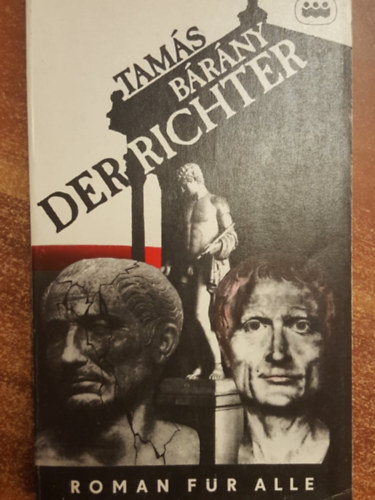 TAMÁS
BÁRÁNY
DER RICHTER
ROMAN FÜR ALLE